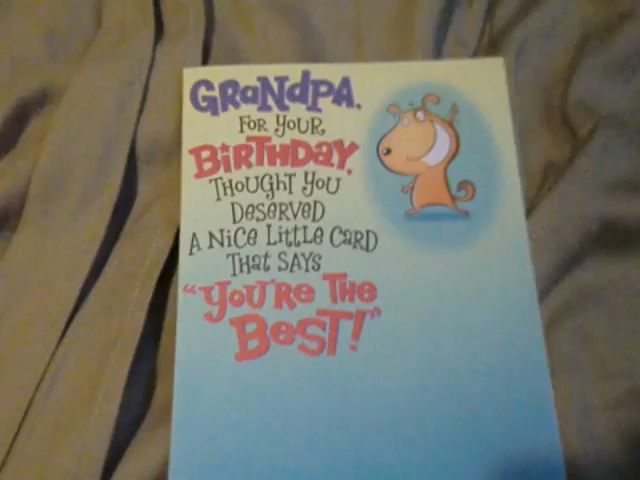 GRaNdPA,
FOR YOUR
BIRTHDAY,
THOUGHT YOU
DESERVED
A NICE LITTLE CARD
THAT SAYS
"YOU'RE THE
BEST!"